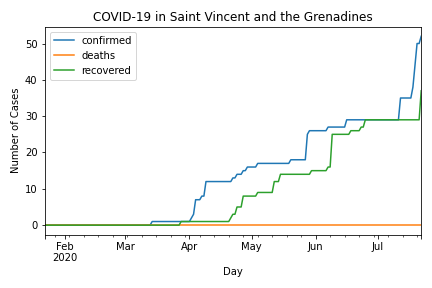 COVID-19 in Saint Vincent and the Grenadines
confirmed
deaths
recovered
Number of Cases
50
40
30
20
10
0
Feb
2020
Mar
Apr
May
Jun
Jul
Day